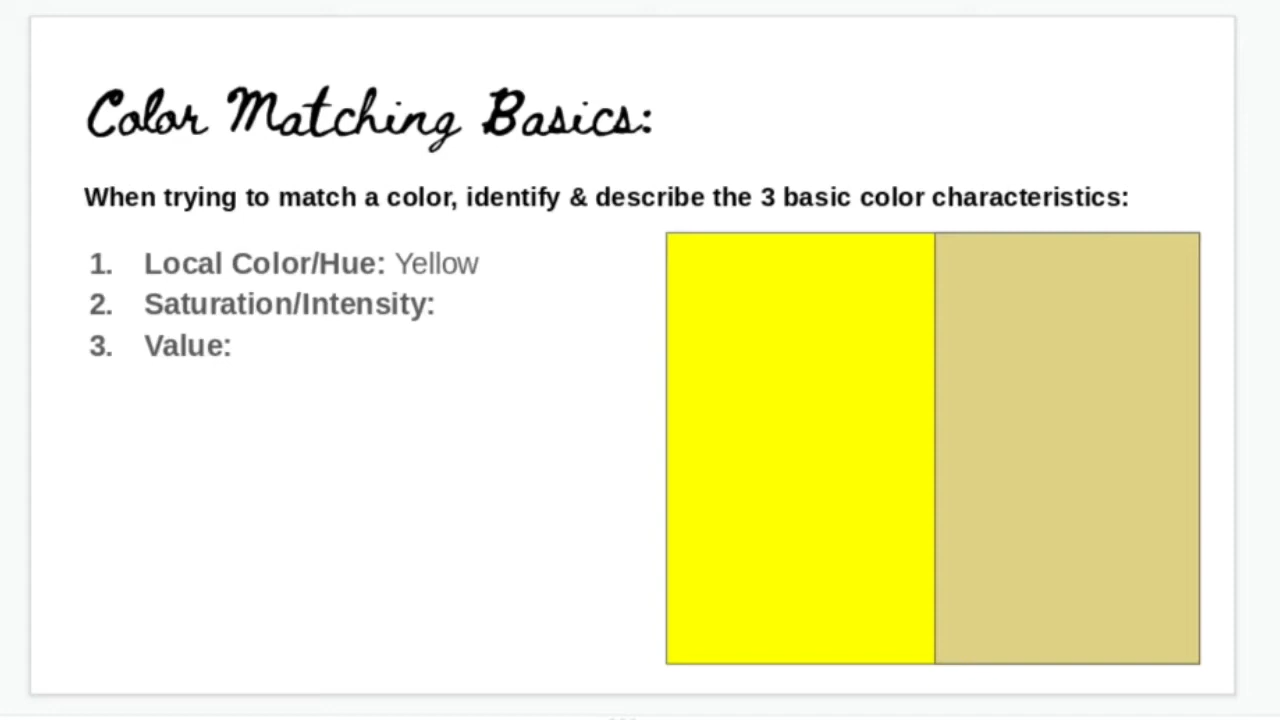 Color Matching Basics:
When trying to match a color, identify & describe the 3 basic color characteristics:
1. Local Color/Hue: Yellow
2. Saturation/Intensity:
3. Value: